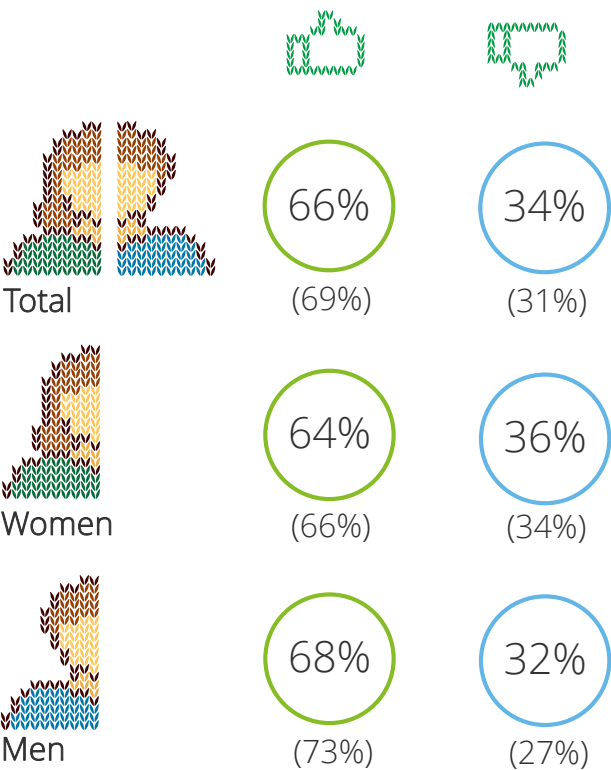 66% 34%
Total (69%) (31%)
64% 36%
Women (66%) (34%)
68% 32%
Men (73%) (27%)